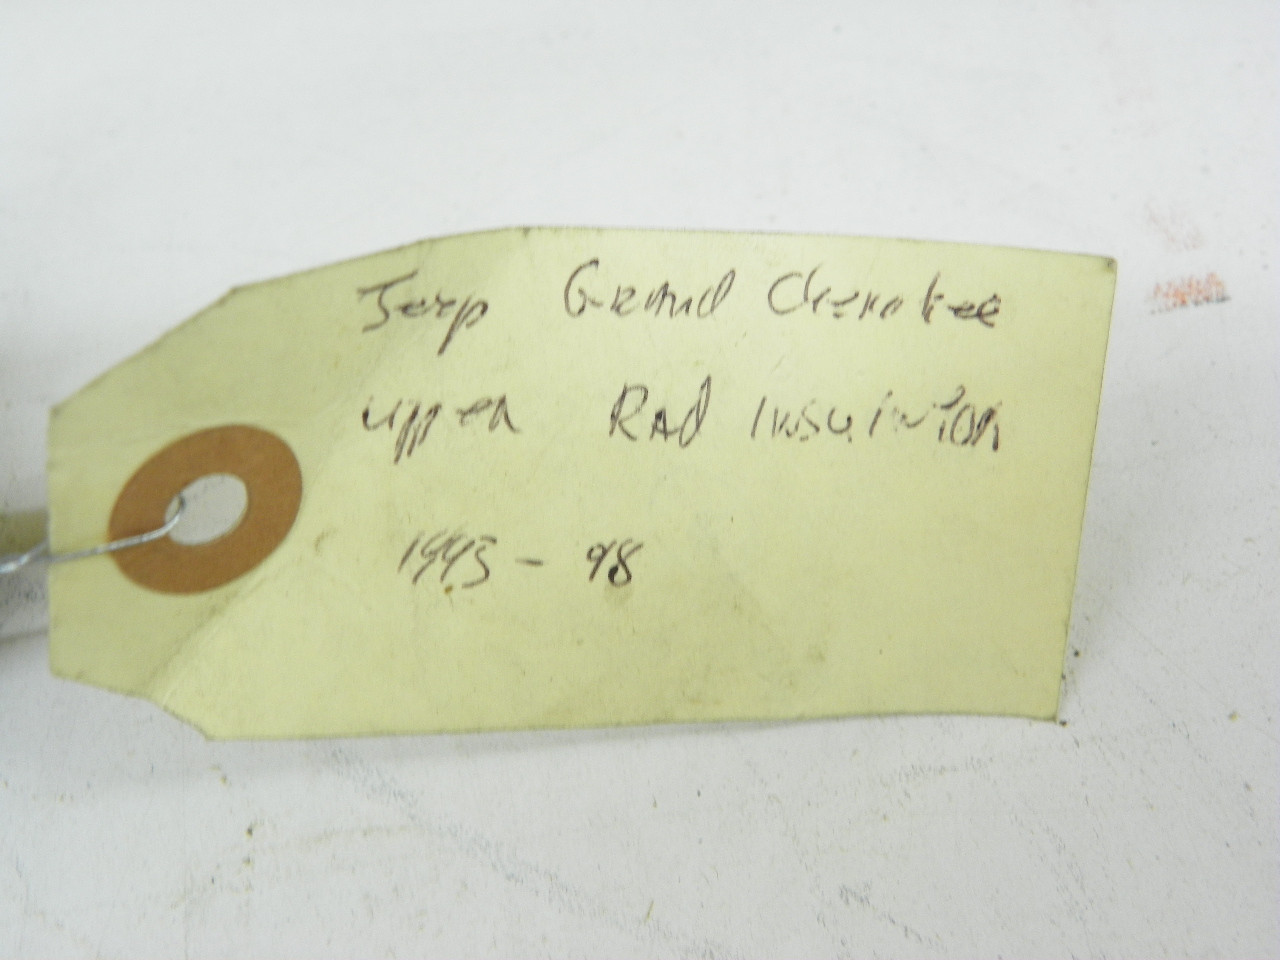 Jeep Grand Cherokee
upper Rad insulator
1993 - 98